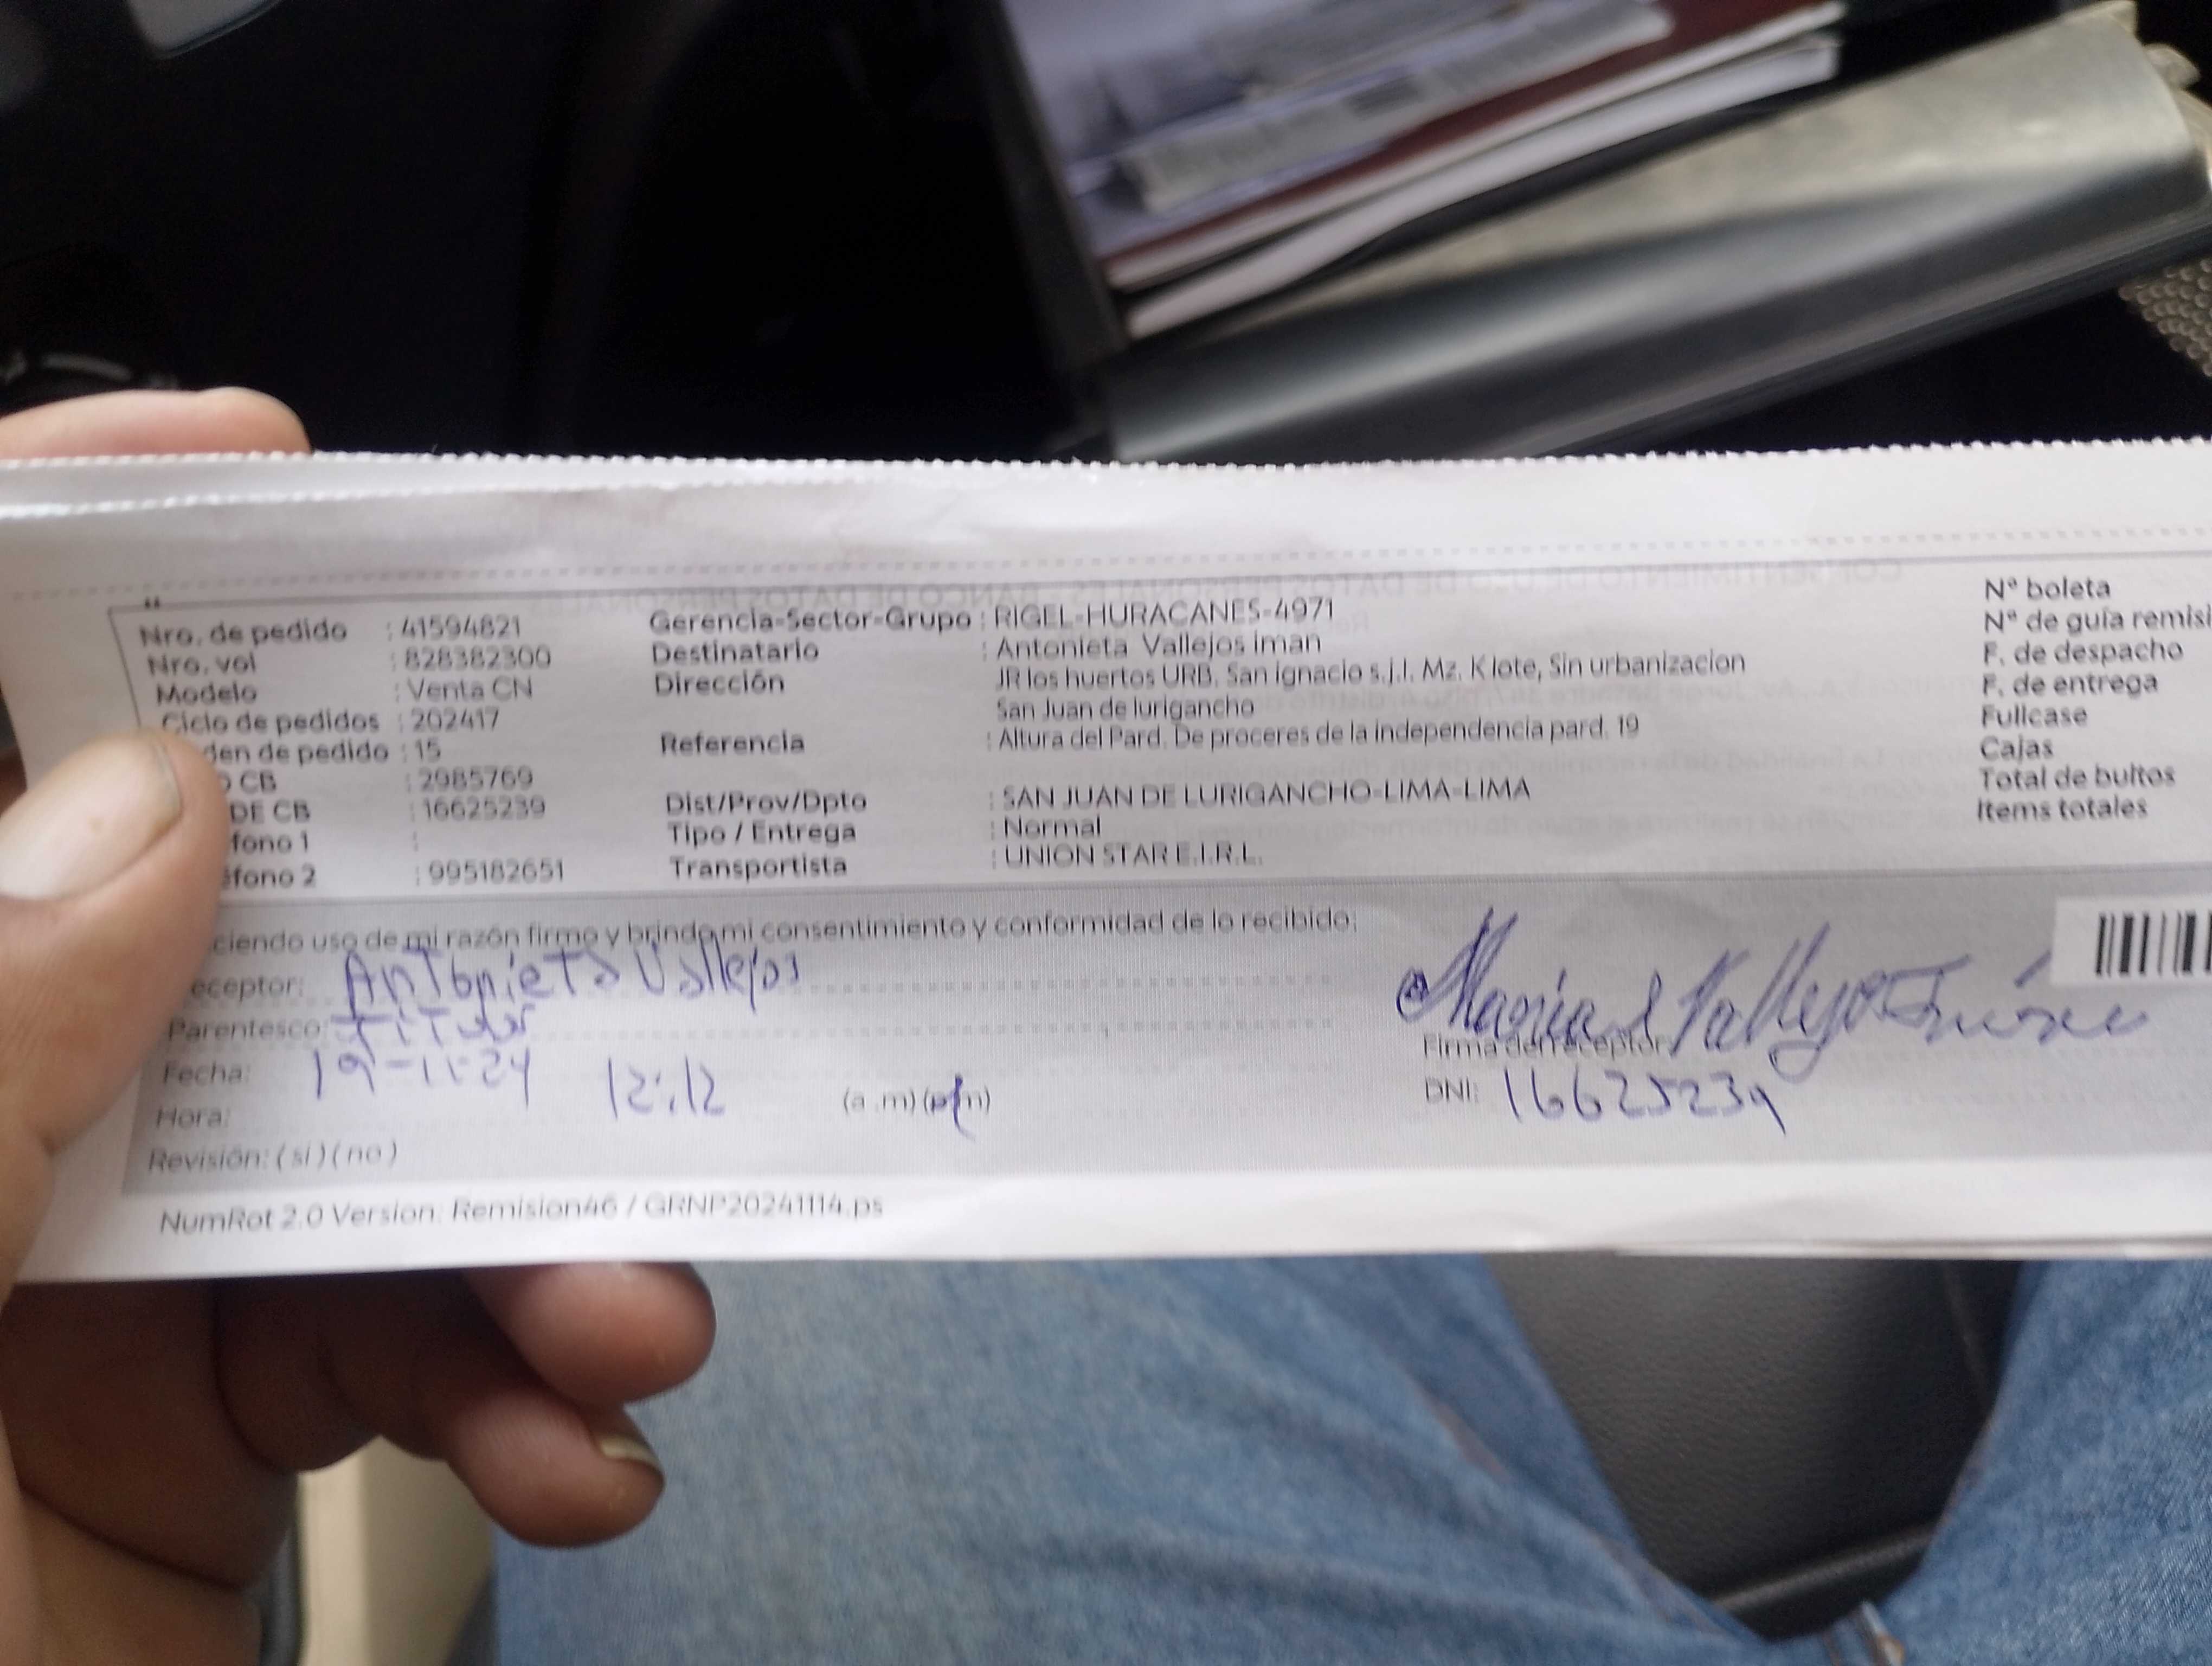 Nro. de pedido : 41594821
Nro. vol : 828382300
Modelo : Venta CN
Ciclo de pedidos : 202417
den de pedido : 15
CB : 2985769
DE CB : 16625239
fono 1 :
éfono 2 : 995182651
Gerencia-Sector-Grupo : RIGEL-HURACANES-4971
Destinatario : Antonieta Vallejos iman
Dirección JR los huertos URB. San ignacio s.j.l. Mz. K lote, Sin urbanizacion
San Juan de lurigancho
Referencia : Altura del Pard. De proceres de la independencia pard. 19
Dist/Prov/Dpto : SAN JUAN DE LURIGANCHO-LIMA-LIMA
Tipo / Entrega : Normal
Transportista : UNION STAR E.I.R.L.
N° boleta
N° de guía remisi
F. de despacho
F. de entrega
Fullcase
Cajas
Total de bultos
Items totales
ciendo uso de mi razón firmo y brindo mi consentimiento y conformidad de lo recibido:
eceptor: Antonieta Vallejos
Parentesco: Titular
Fecha: 19-11-24
Hora: 12:12 (a.m) (p.m)
Revisión: ( si ) ( no )
Maria A Vallejos
Firma del receptor
DNI: 16625239
NumRot 2.0 Version: Remision46 / GRNP20241114.ps